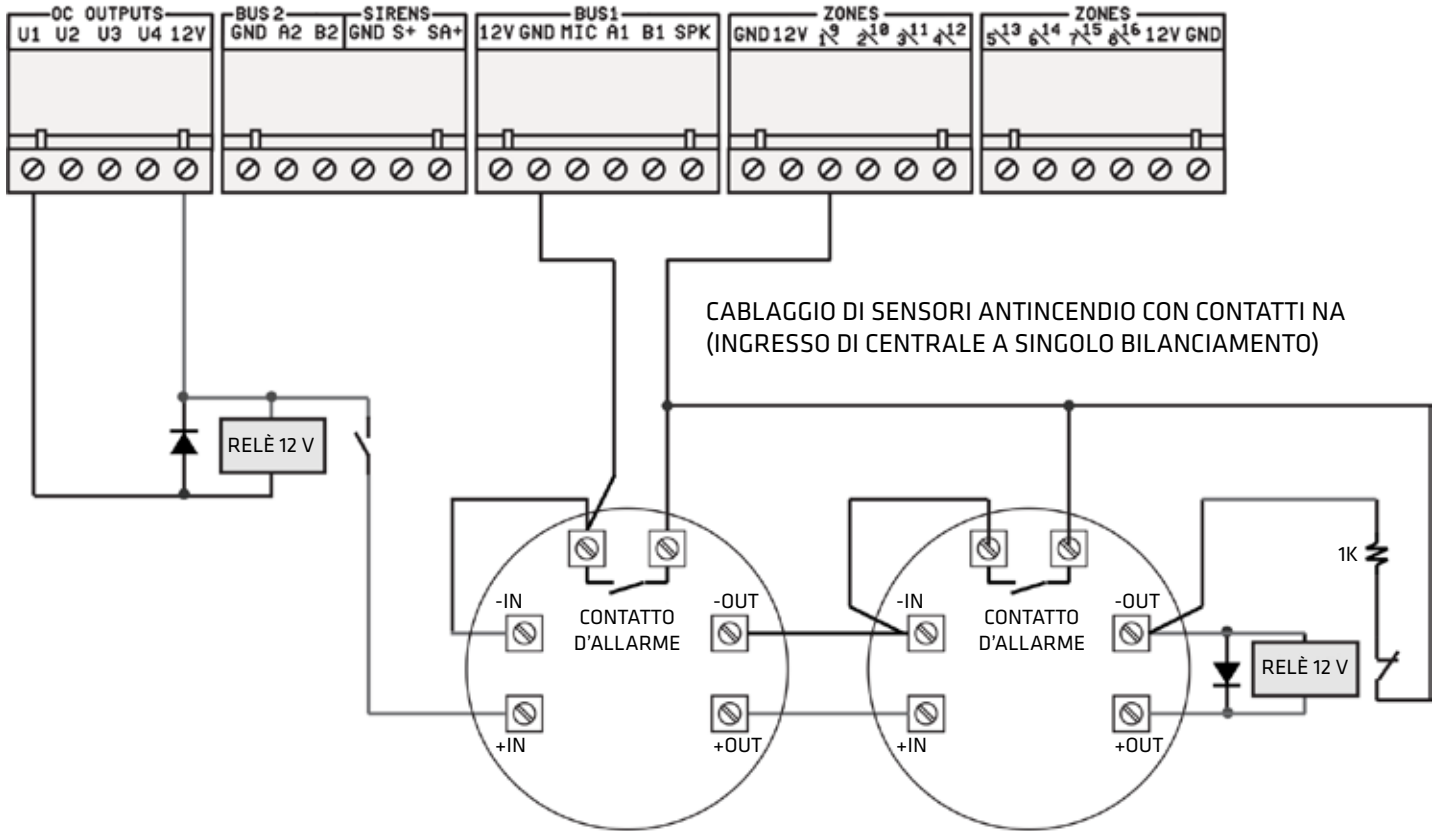 OC OUTPUTS
U1 U2 U3 U4 12V
BUS 2 SIRENS
GND A2 B2 GND S+ SA+
BUS1
12V GND MIC A1 B1 SPK
ZONES
GND 12V 1 9 2 10 3 11 4 12
ZONES
5 13 6 14 7 15 8 16 12V GND
CABLAGGIO DI SENSORI ANTINCENDIO CON CONTATTI NA
(INGRESSO DI CENTRALE A SINGOLO BILANCIAMENTO)
RELÈ 12 V
1K
-IN
CONTATTO
D'ALLARME
-OUT
+IN
+OUT
-IN
CONTATTO
D'ALLARME
-OUT
+IN
+OUT
RELÈ 12 V